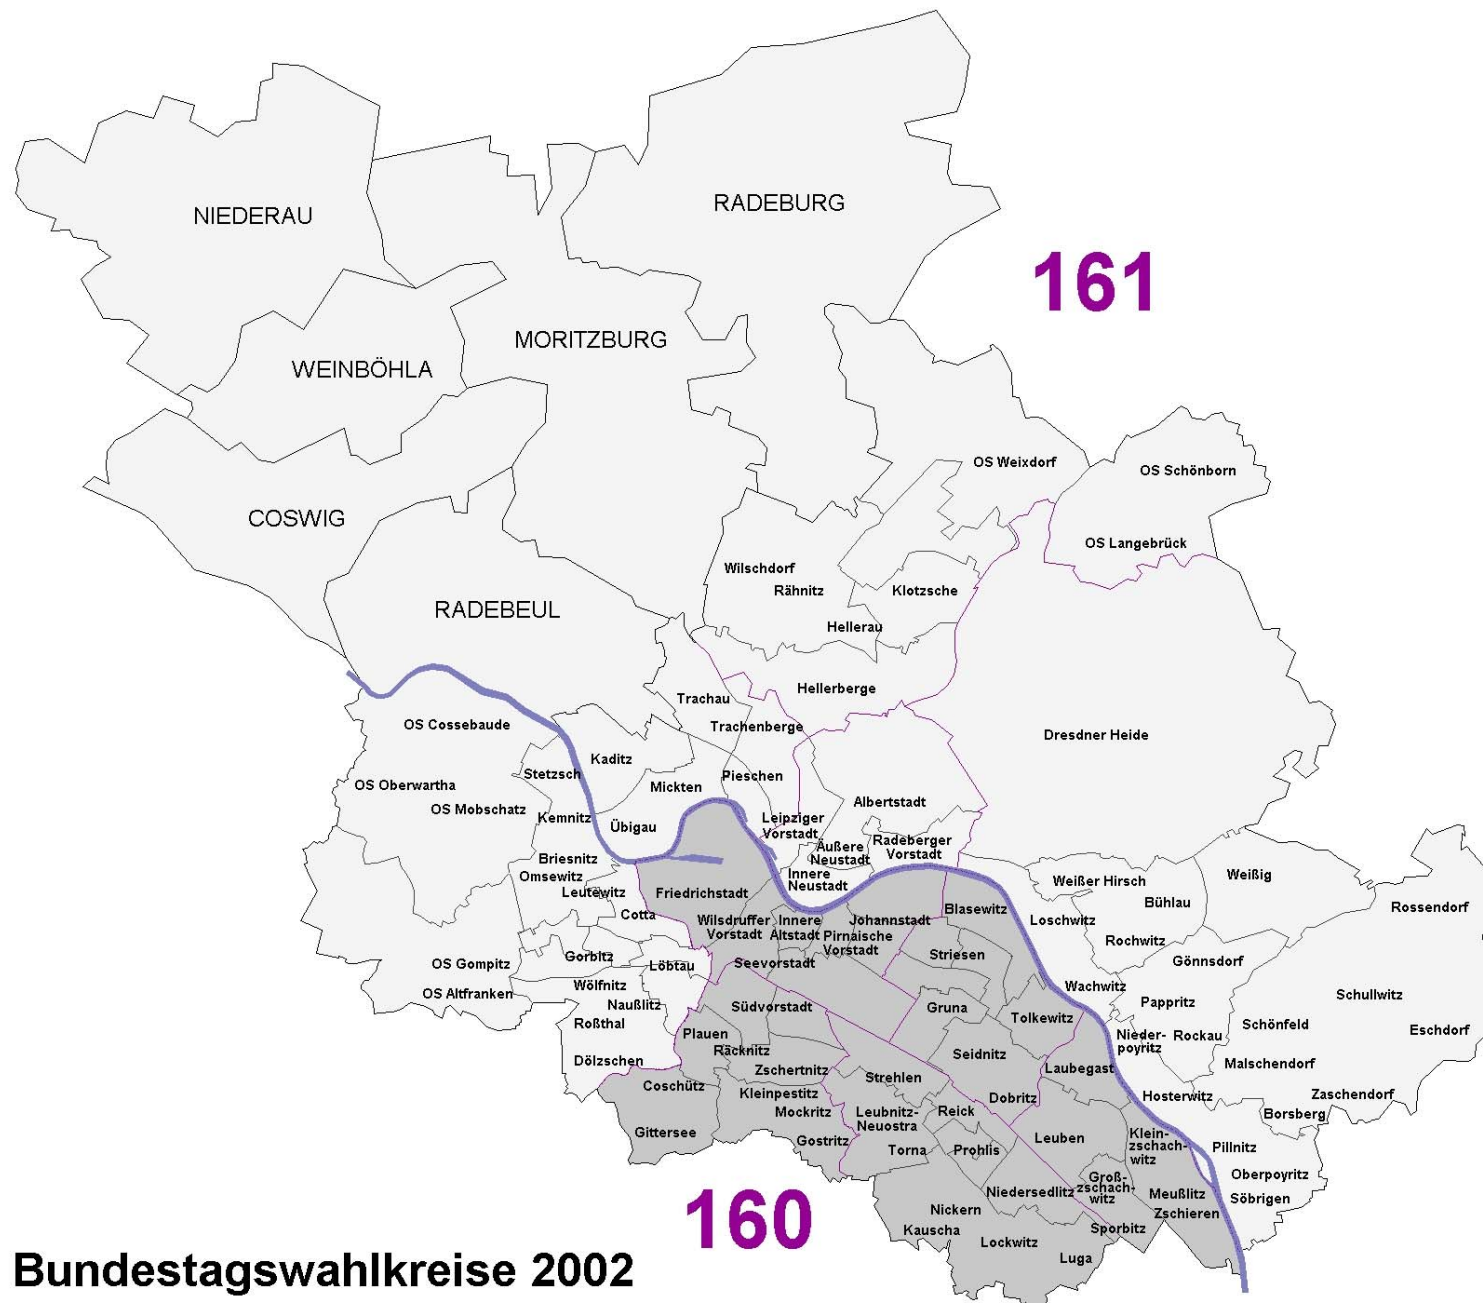 NIEDERAU
RADEBURG
161
MORITZBURG
WEINBÖHLA
OS Weixdorf
OS Schönborn
COSWIG
OS Langebrück
Wilschdorf
Rähnitz
Klotzsche
RADEBEUL
Hellerau
Hellerberge
Trachau
OS Cossebaude
Trachenberge
Dresdner Heide
Kaditz
Stetzsch
Pieschen
OS Oberwartha
Mickten
OS Mobschatz
Albertstadt
Kemnitz
Übigau
Leipziger
Vorstadt
Äußere
Neustadt
Radeberger
Vorstadt
Briesnitz
Omsewitz
Innere
Neustadt
Weißer Hirsch
Weißig
Leutewitz
Friedrichstadt
Bühlau
Rossendorf
Cotta
Wilsdruffer
Vorstadt
Innere
Altstadt
Johannstadt
Pirnaische
Vorstadt
Blasewitz
Loschwitz
Rochwitz
Gorbitz
OS Gompitz
Löbtau
Seevorstadt
Striesen
Gönnsdorf
Wölfnitz
OS Altfranken
Naußlitz
Südvorstadt
Gruna
Tolkewitz
Wachwitz
Pappritz
Schullwitz
Roßthal
Plauen
Nieder-
poyritz
Rockau
Schönfeld
Eschdorf
Räcknitz
Seidnitz
Dölzschen
Zschertnitz
Laubegast
Malschendorf
Coschütz
Strehlen
Kleinpestitz
Dobritz
Hosterwitz
Zaschendorf
Mockritz
Leubnitz-
Neuostra
Reick
Borsberg
Gittersee
Gostritz
Leuben
Klein-
zschach-
witz
Pillnitz
Torna
Prohlis
Oberpoyritz
Groß-
zschach-
witz
Niedersedlitz
Meußlitz
Söbrigen
Nickern
Zschieren
160
Kauscha
Sporbitz
Lockwitz
Luga
Bundestagswahlkreise 2002